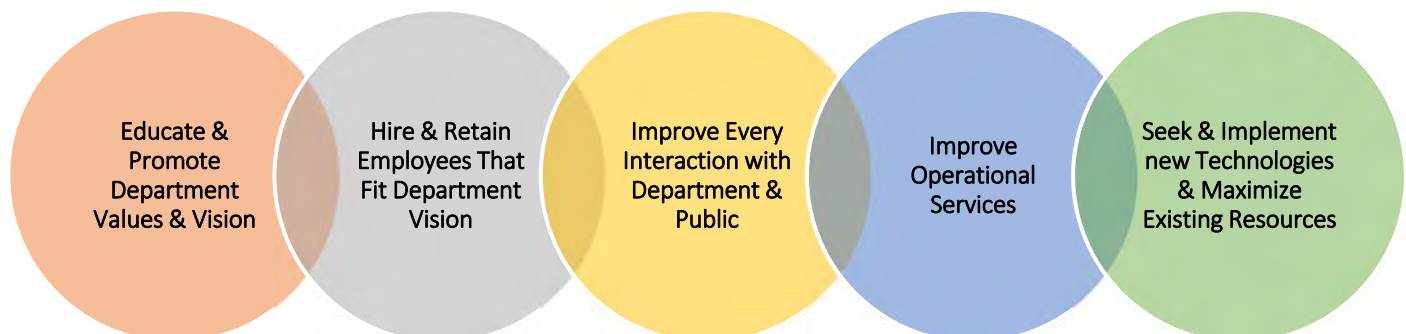 Educate &
Promote
Department
Values & Vision
Hire & Retain
Employees That
Fit Department
Vision
Improve Every
Interaction with
Department &
Public
Improve
Operational
Services
Seek & Implement
new Technologies
& Maximize
Existing Resources